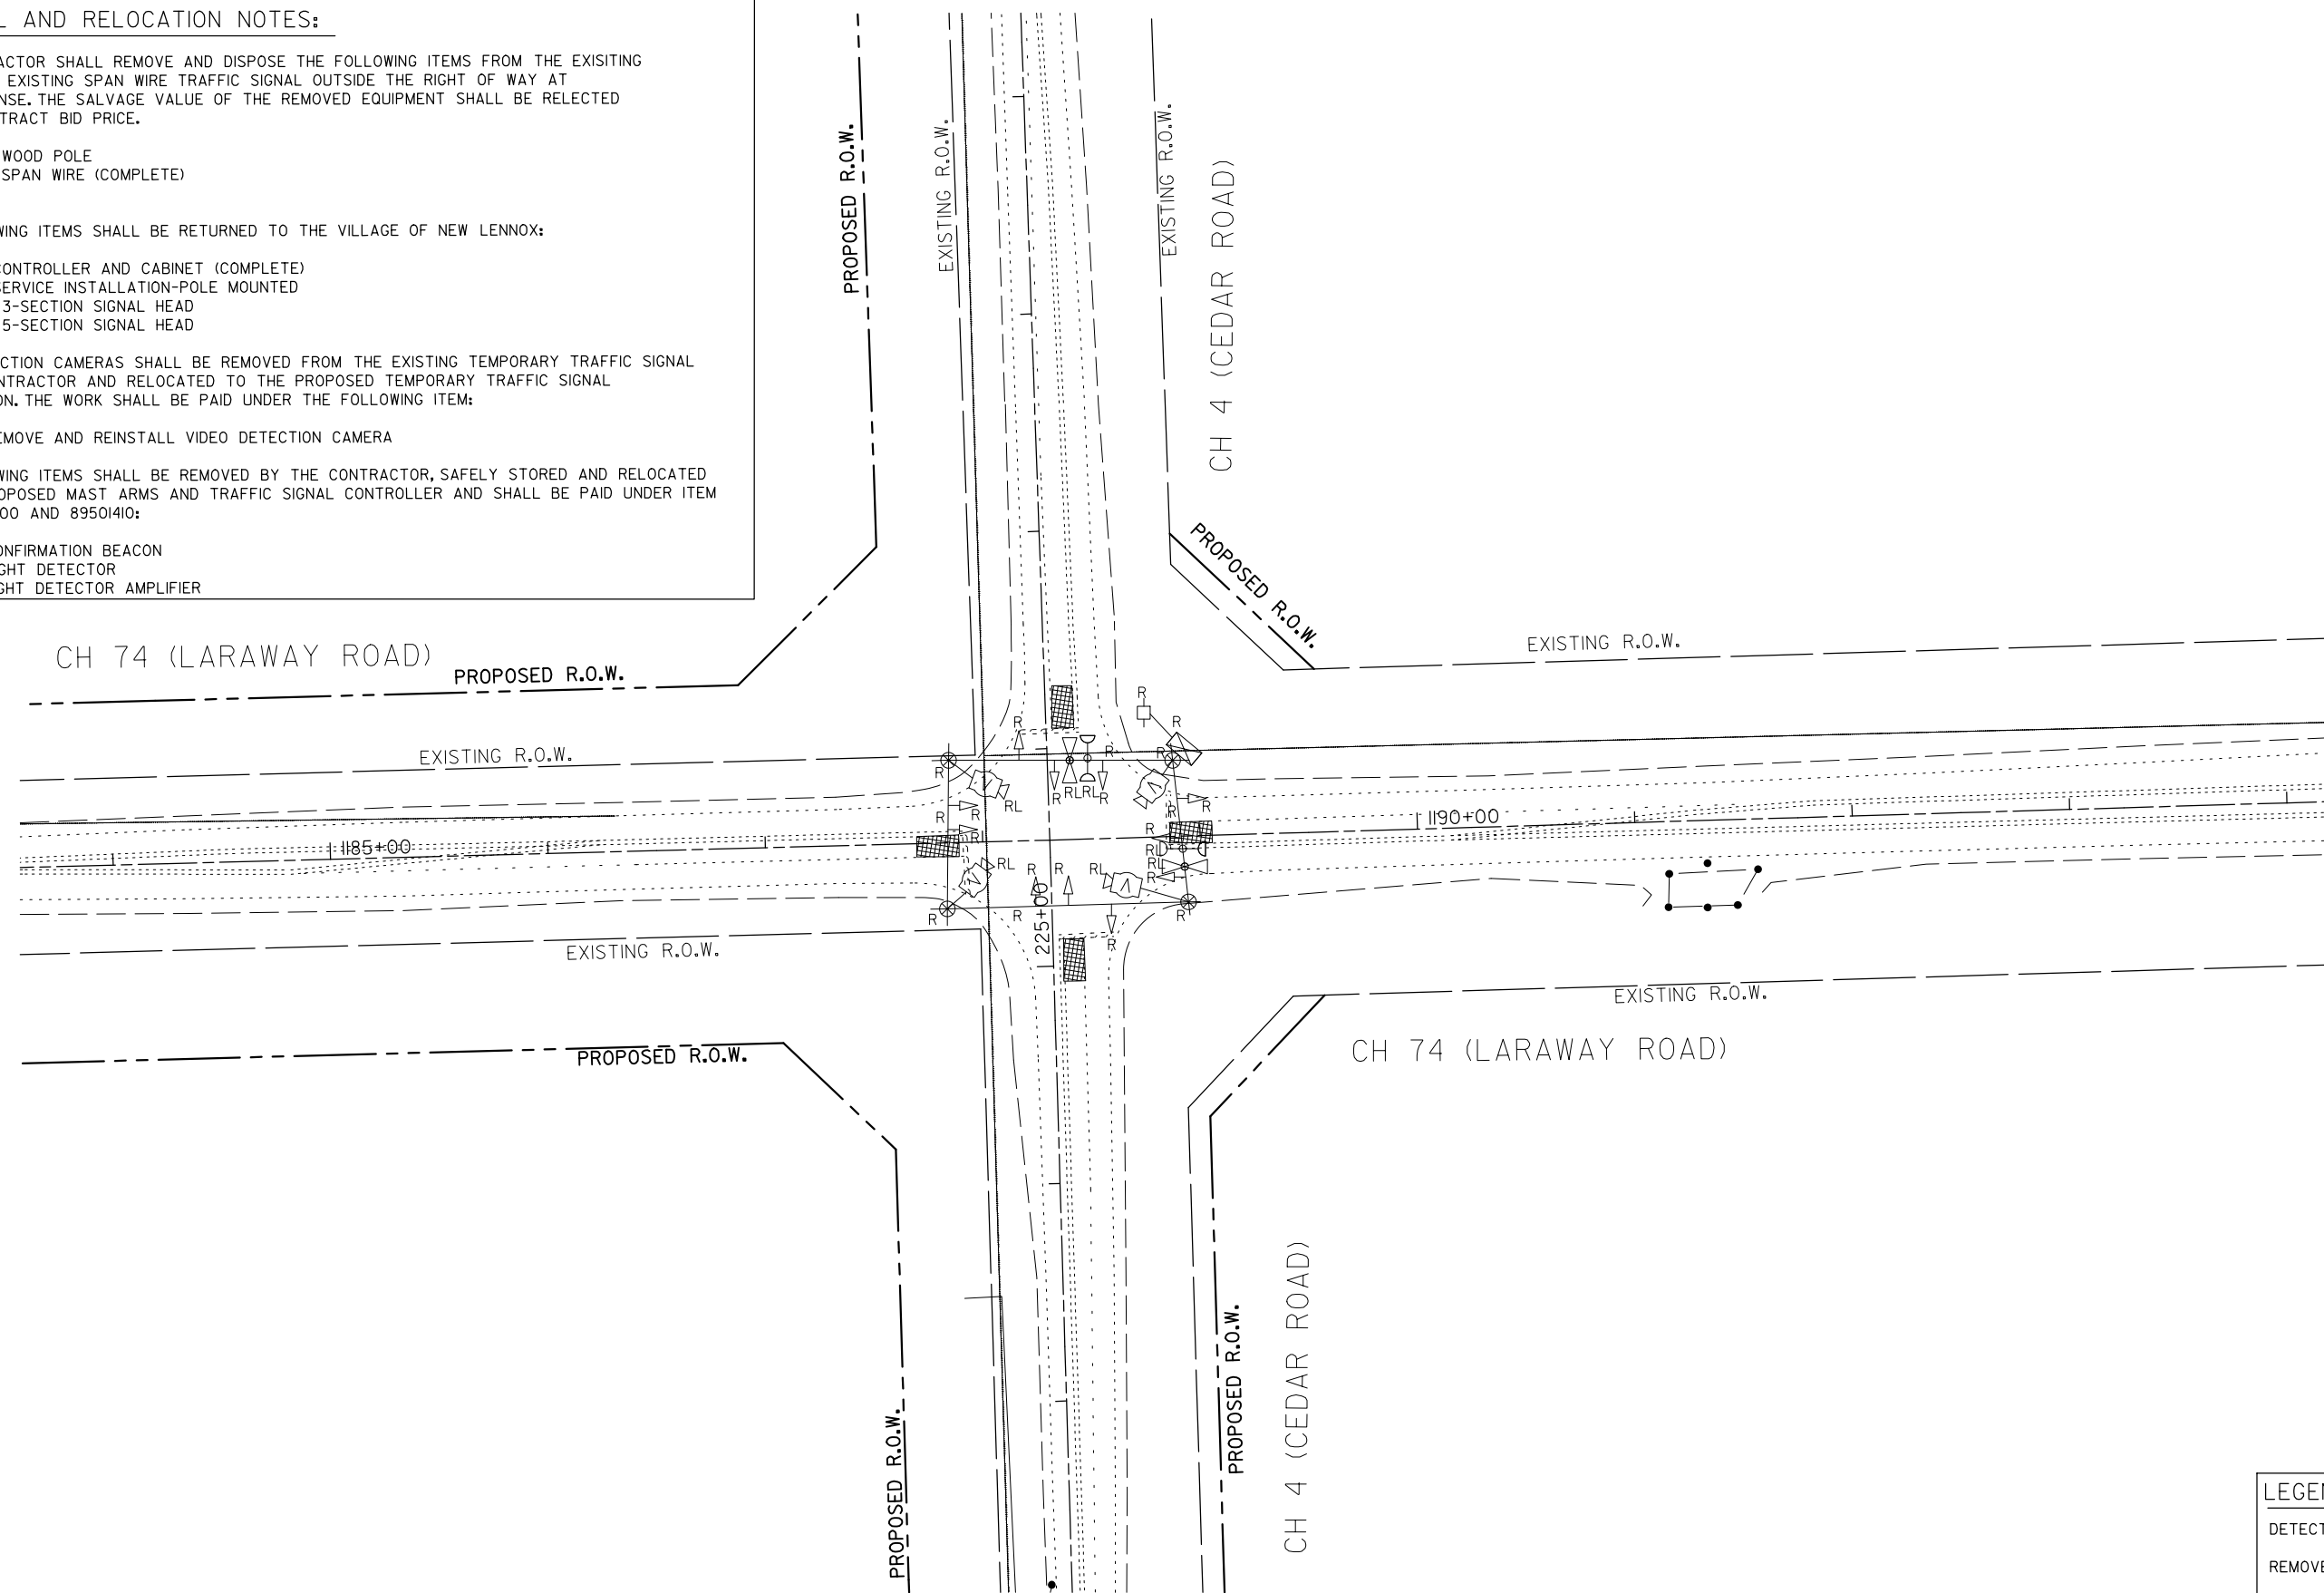 L AND RELOCATION NOTES:
ACTOR SHALL REMOVE AND DISPOSE THE FOLLOWING ITEMS FROM THE EXISITING
EXISTING SPAN WIRE TRAFFIC SIGNAL OUTSIDE THE RIGHT OF WAY AT
NSE. THE SALVAGE VALUE OF THE REMOVED EQUIPMENT SHALL BE RELECTED
TRACT BID PRICE.
WOOD POLE
SPAN WIRE (COMPLETE)
WING ITEMS SHALL BE RETURNED TO THE VILLAGE OF NEW LENNOX:
CONTROLLER AND CABINET (COMPLETE)
SERVICE INSTALLATION-POLE MOUNTED
3-SECTION SIGNAL HEAD
5-SECTION SIGNAL HEAD
CTION CAMERAS SHALL BE REMOVED FROM THE EXISTING TEMPORARY TRAFFIC SIGNAL
NTRACTOR AND RELOCATED TO THE PROPOSED TEMPORARY TRAFFIC SIGNAL
ON. THE WORK SHALL BE PAID UNDER THE FOLLOWING ITEM:
EMOVE AND REINSTALL VIDEO DETECTION CAMERA
WING ITEMS SHALL BE REMOVED BY THE CONTRACTOR, SAFELY STORED AND RELOCATED
OPOSED MAST ARMS AND TRAFFIC SIGNAL CONTROLLER AND SHALL BE PAID UNDER ITEM
00 AND 89501410:
ONFIRMATION BEACON
GHT DETECTOR
GHT DETECTOR AMPLIFIER
PROPOSED R.O.W.
EXISTING R.O.W.
EXISTING R.O.W.
CH 4 (CEDAR ROAD)
PROPOSED R.O.W.
EXISTING R.O.W.
CH 74 (LARAWAY ROAD)
PROPOSED R.O.W.
EXISTING R.O.W.
R
R
R
R
R
R
R
RL
R
RL
RL
R
R
R
R
R
R
R
1185+00
1190+00
RL
RL
RL
R
R
R
RL
R
R
R
R
R
225+00
EXISTING R.O.W.
EXISTING R.O.W.
CH 74 (LARAWAY ROAD)
PROPOSED R.O.W.
PROPOSED R.O.W.
PROPOSED R.O.W.
CH 4 (CEDAR ROAD)
LEGEN
DETECT
REMOVE